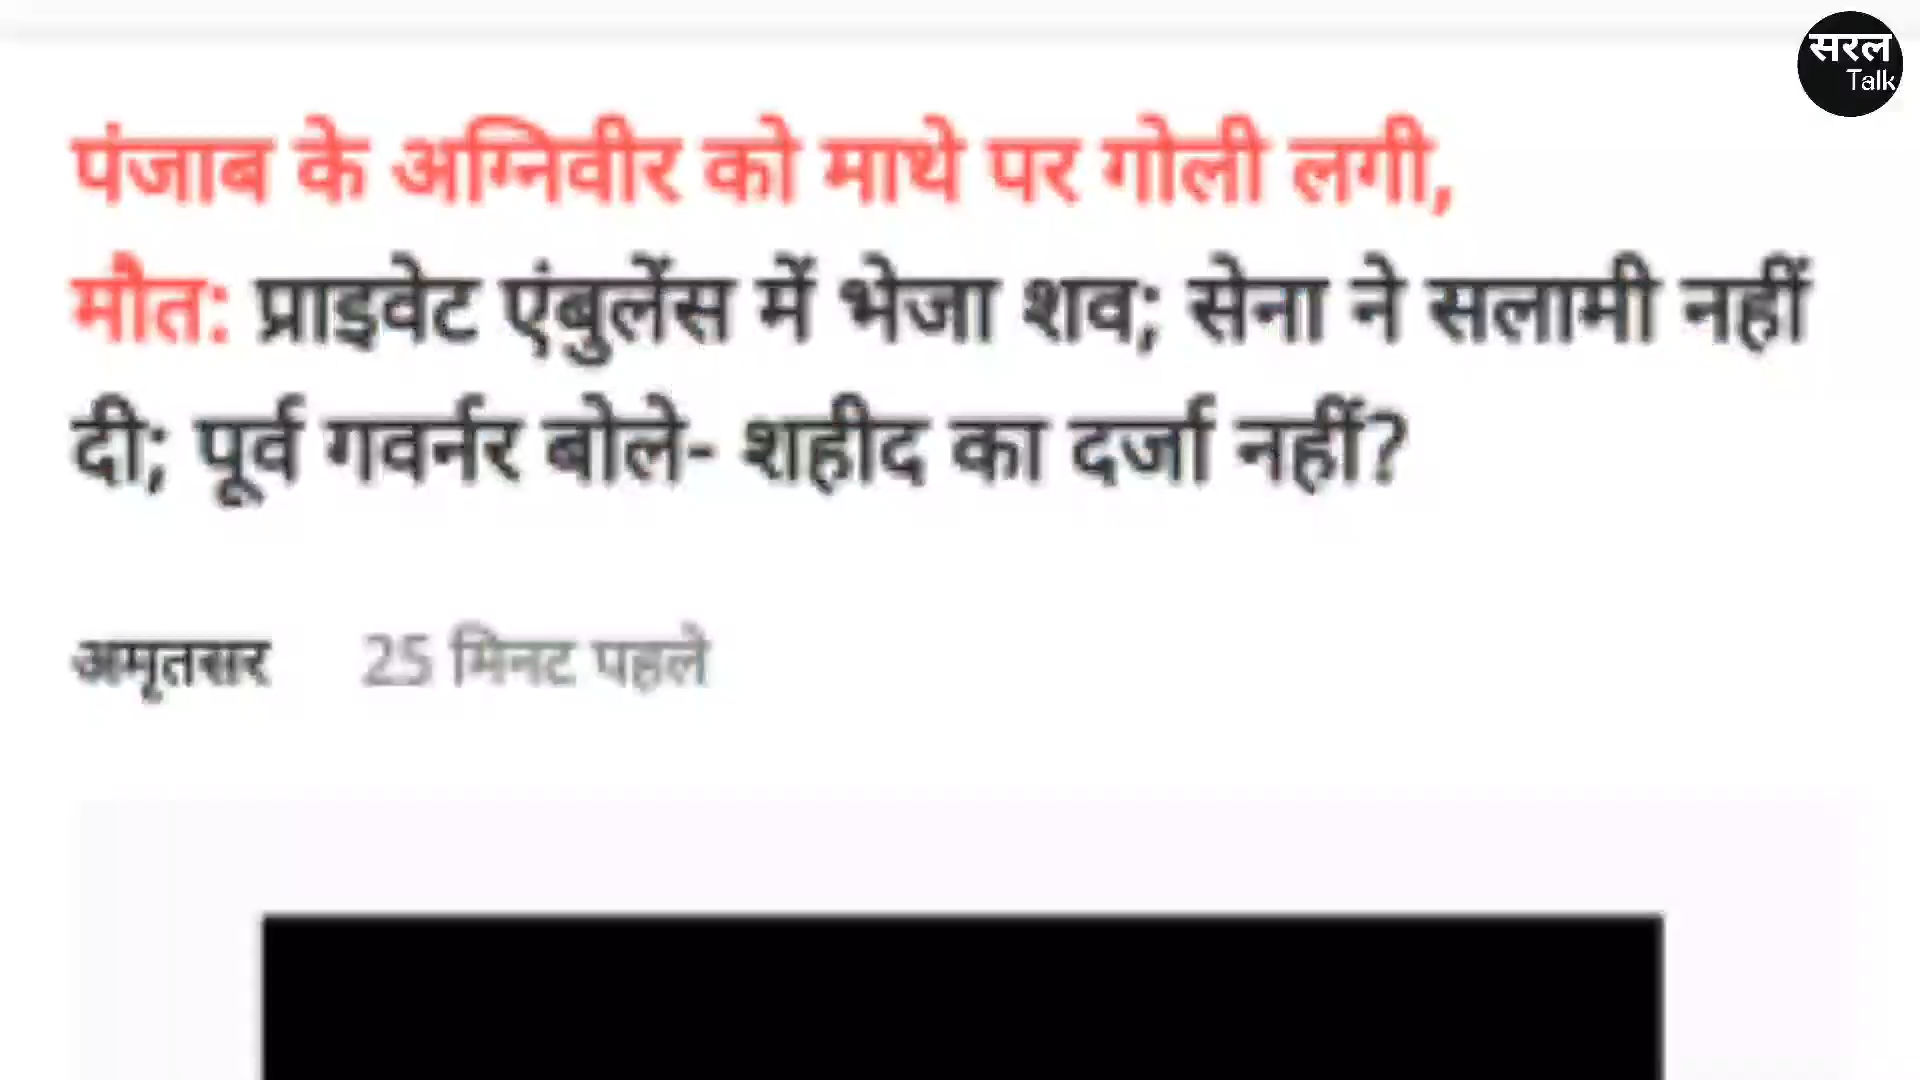 सरल
Talk
पंजाब के अग्निवीर को माथे पर गोली लगी,
मौत: प्राइवेट एंबुलेंस में भेजा शव; सेना ने सलामी नहीं
दी; पूर्व गवर्नर बोले- शहीद का दर्जा नहीं?
अमृतसर 25 मिनट पहले